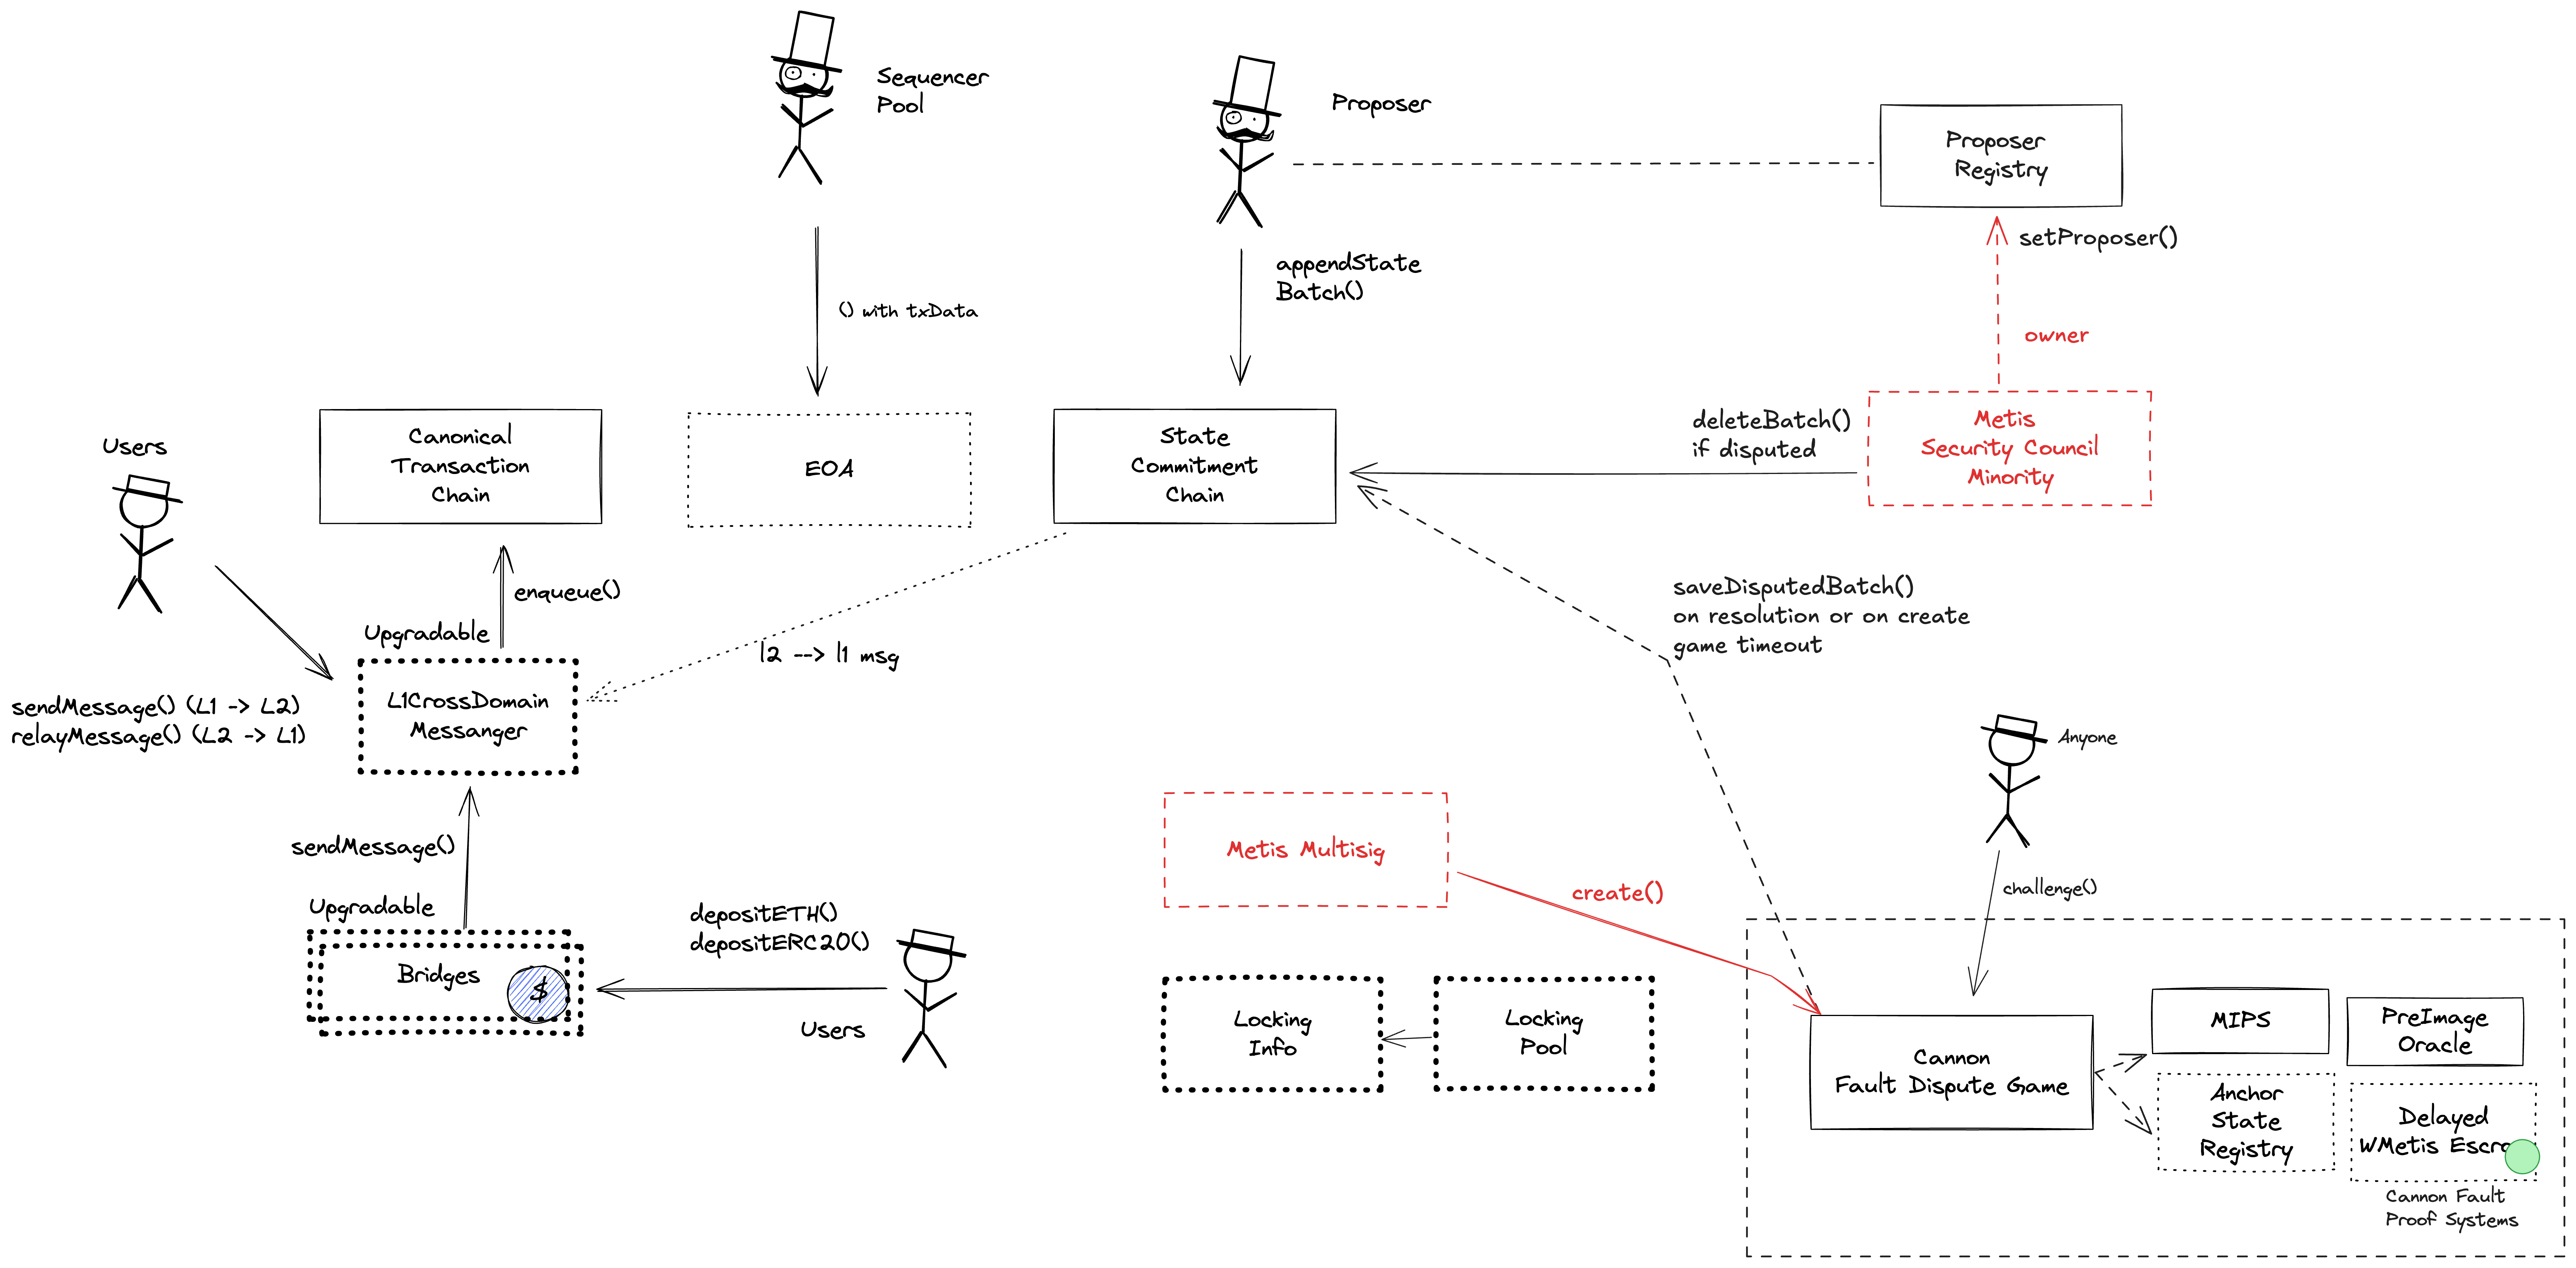 Sequencer
Pool
Proposer
Proposer
Registry
setProposer()
() with txData
appendState
Batch()
owner
Users
Canonical
Transaction
Chain
EOA
State
Commitment
Chain
deleteBatch()
if disputed
Metis
Security Council
Minority
enqueue()
Upgradable
l2 --> l1 msg
saveDisputedBatch()
on resolution or on create
game timeout
sendMessage() (L1 -> L2)
relayMessage() (L2 -> L1)
L1CrossDomain
Messanger
Anyone
sendMessage()
Metis Multisig
create()
challenge()
Upgradable
depositETH()
depositERC20()
Bridges
$
Users
Locking
Info
Locking
Pool
Cannon
Fault Dispute Game
MIPS
PreImage
Oracle
Anchor
State
Registry
Delayed
WMetis
Cannon Fault
Proof Systems